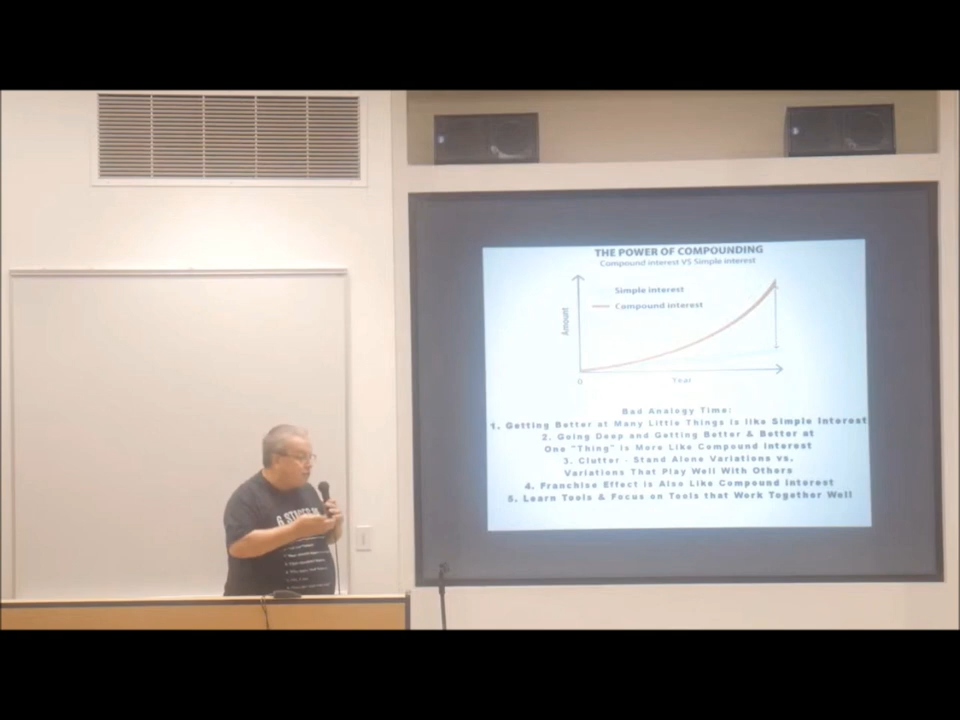 THE POWER OF COMPOUNDING
Compound interest VS Simple interest
Simple interest
Compound interest
Amount
0
Year
Bad Analogy Time:
1. Getting Better at Many Little Things is like Simple Interest
2. Going Deep and Getting Better & Better at
One "Thing" is More Like Compound Interest
3. Clutter - Stand Alone Variations vs.
Variations That Play Well With Others
4. Franchise Effect is Also Like Compound Interest
5. Learn Tools & Focus on Tools that Work Together Well
6